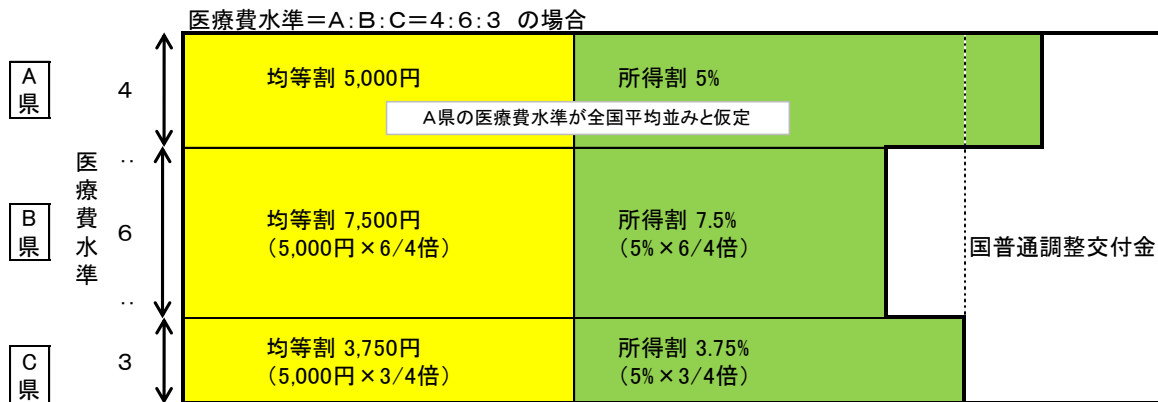 医療費水準＝A：B：C＝4：6：3 の場合
A
県
4
均等割 5,000円
所得割 5%
A県の医療費水準が全国平均並みと仮定
医
療
費
水
準
：
B
県
6
均等割 7,500円
（5,000円×6/4倍）
所得割 7.5%
（5%×6/4倍）
国普通調整交付金
：
C
県
3
均等割 3,750円
（5,000円×3/4倍）
所得割 3.75%
（5%×3/4倍）